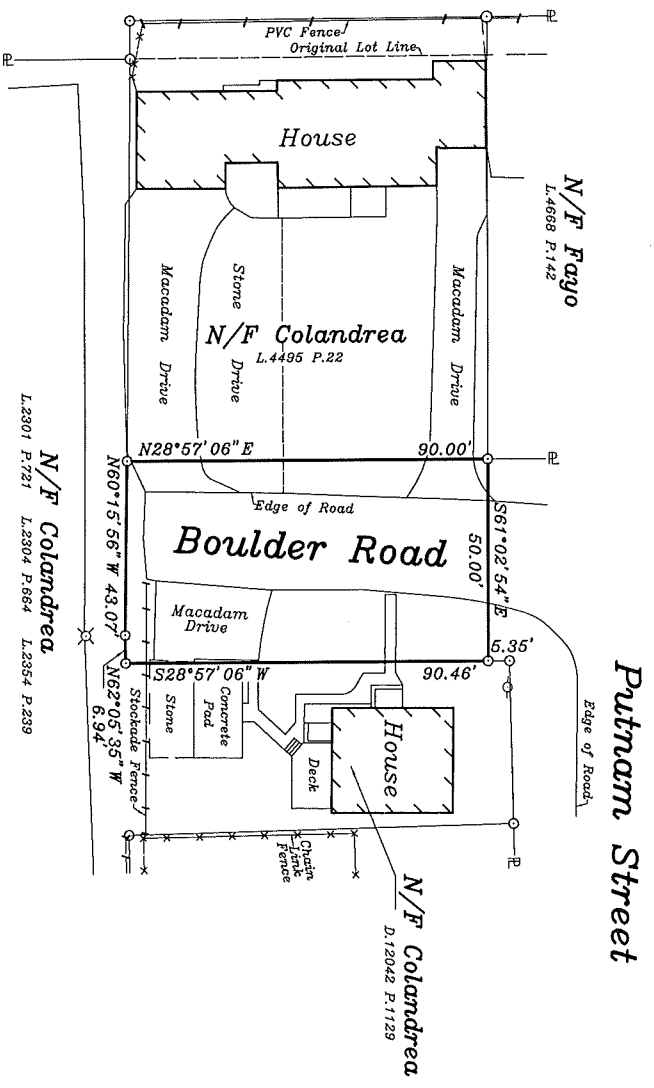 PVC Fence
Original Lot Line
House
N/F Fayo
L.4668 P.142
Macadam Drive
Stone Drive
Macadam Drive
N/F Colandrea
L.4495 P.22
N28°57'06"E
90.00'
Edge of Road
Boulder Road
S61°02'54"E
50.00'
N60°15'56"W 43.07'
N/F Colandrea
L.2301 P.721 L.2304 P.664 L.2354 P.239
Macadam
Drive
5.35'
S28°57'06"W
90.46'
N62°05'35"W
6.94'
Stockade Fence
Stone
Concrete
Pad
Deck
House
Chain
Link
Fence
Edge of Road
Putnam Street
N/F Colandrea
D.12042 P.1129
PL
PL
PL
PL